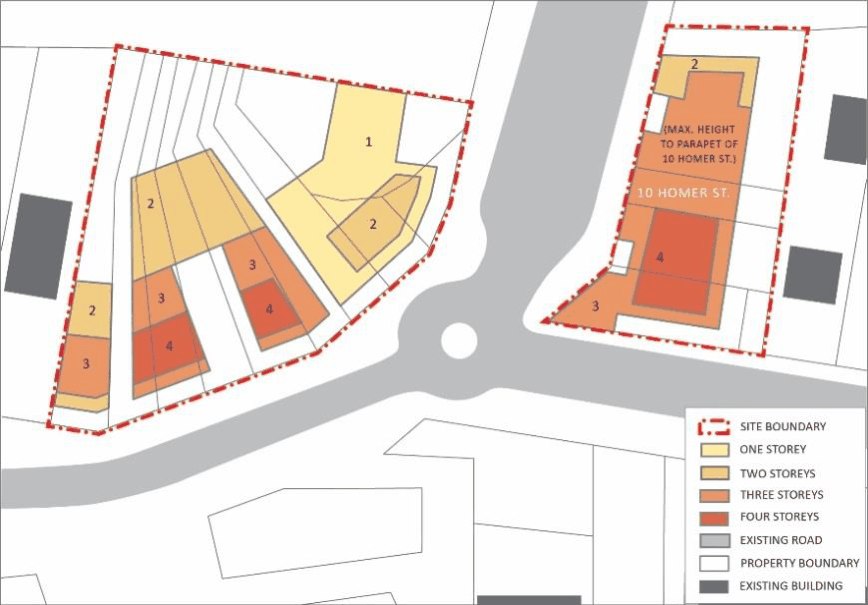 2
(MAX. HEIGHT
TO PARAPET OF
10 HOMER ST.)
1
10 HOMER ST.
2
2
3
4
3
4
2
3
3
4
SITE BOUNDARY
ONE STOREY
TWO STOREYS
THREE STOREYS
FOUR STOREYS
EXISTING ROAD
PROPERTY BOUNDARY
EXISTING BUILDING